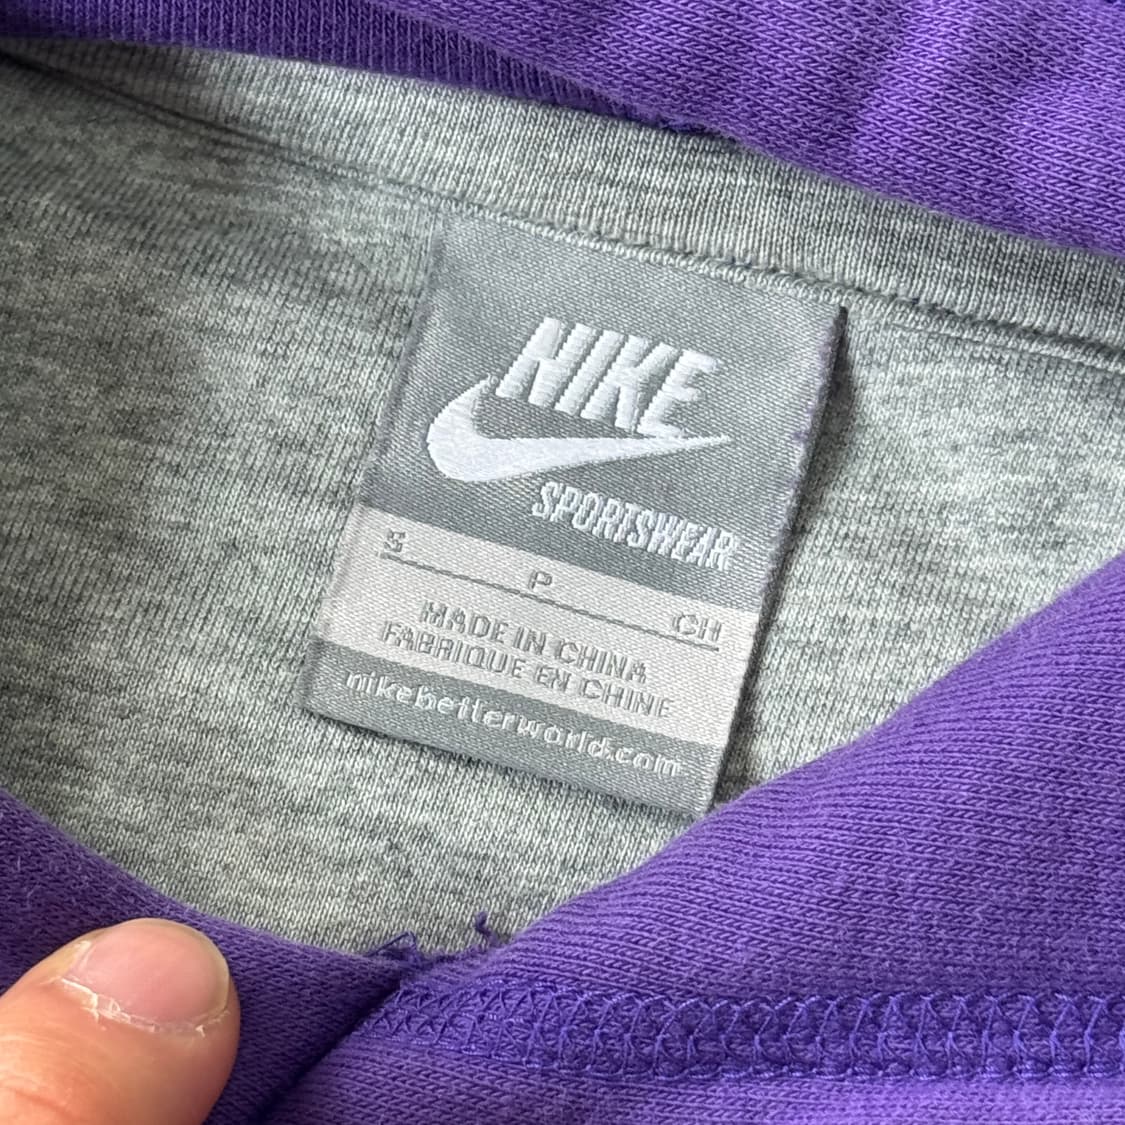 NIKE
SPORTSWEAR
S P CH
MADE IN CHINA
FABRIQUE EN CHINE
nikebetterworld.com